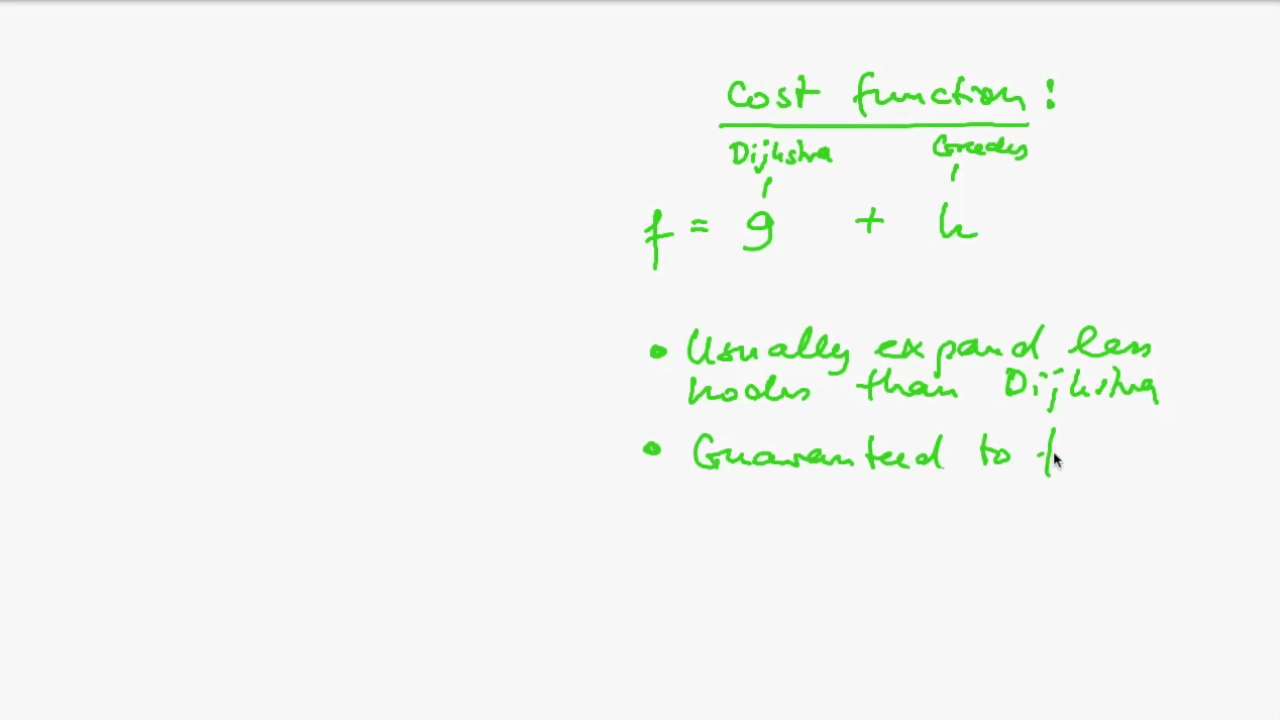 Cost function:
Dijkstra Greedy
f = g + h
• Usually expand less
nodes than Dijkstra
• Guaranteed to f